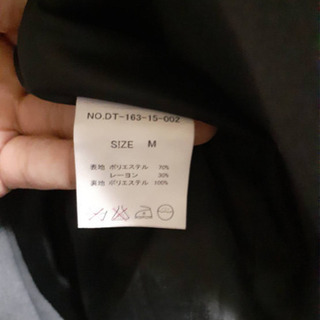 NO.DT-163-15-002
SIZE M
表地 ポリエステル 70%
レーヨン 30%
裏地 ポリエステル 100%